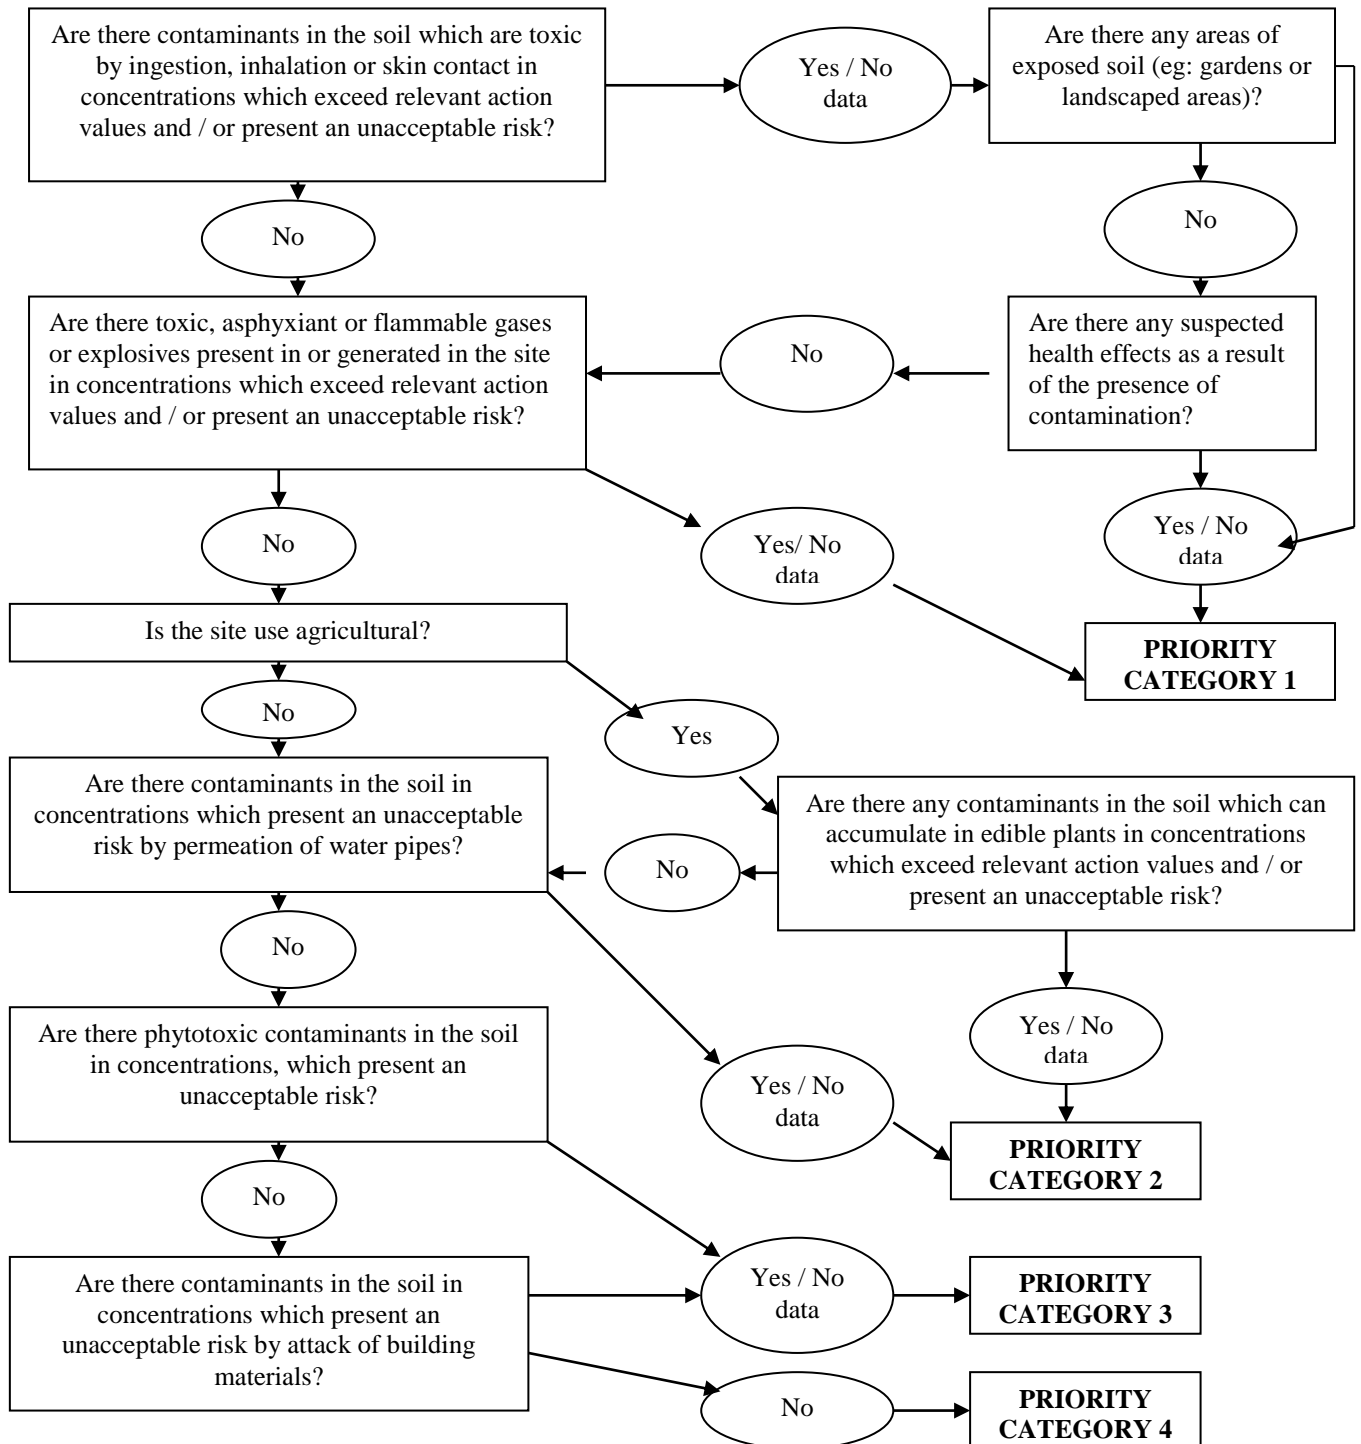 Are there contaminants in the soil which are toxic
by ingestion, inhalation or skin contact in
concentrations which exceed relevant action
values and / or present an unacceptable risk?
Yes / No
data
Are there any areas of
exposed soil (eg: gardens or
landscaped areas)?
No
No
Are there toxic, asphyxiant or flammable gases
or explosives present in or generated in the site
in concentrations which exceed relevant action
values and / or present an unacceptable risk?
No
Are there any suspected
health effects as a result
of the presence of
contamination?
No
Yes/ No
data
Yes / No
data
Is the site use agricultural?
PRIORITY
CATEGORY 1
No
Yes
Are there contaminants in the soil in
concentrations which present an unacceptable
risk by permeation of water pipes?
Are there any contaminants in the soil which can
accumulate in edible plants in concentrations
which exceed relevant action values and / or
present an unacceptable risk?
No
No
Are there phytotoxic contaminants in the soil
in concentrations, which present an
unacceptable risk?
Yes / No
data
Yes / No
data
PRIORITY
CATEGORY 2
No
Are there contaminants in the soil in
concentrations which present an
unacceptable risk by attack of building
materials?
Yes / No
data
PRIORITY
CATEGORY 3
No
PRIORITY
CATEGORY 4